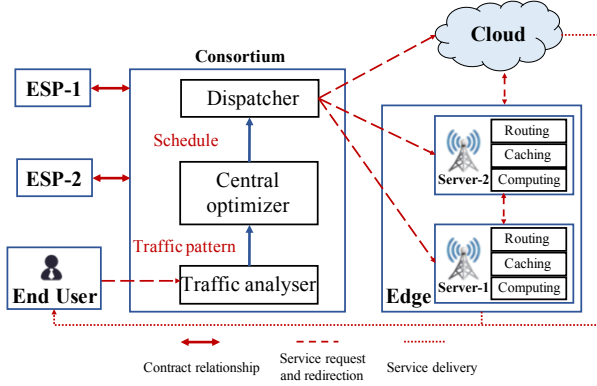 Cloud
Consortium
ESP-1
Dispatcher
Schedule
ESP-2
Central
optimizer
Traffic pattern
Traffic analyser
End User
Routing
Caching
Computing
Server-2
Routing
Caching
Computing
Server-1
Edge
Contract relationship
Service request
and redirection
Service delivery